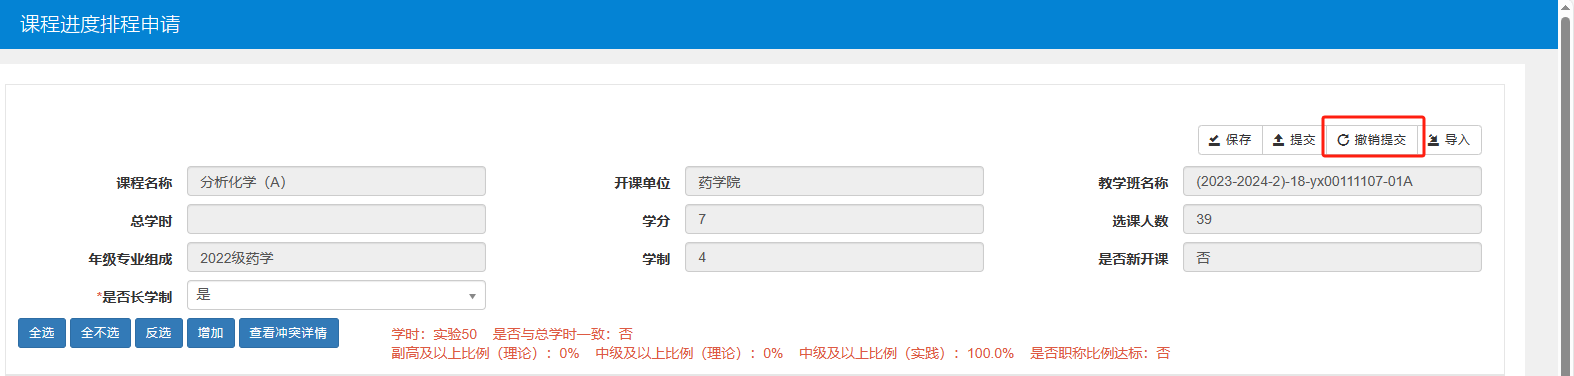 课程进度排程申请
保存 提交 撤销提交 导入
课程名称 分析化学（A） 开课单位 药学院 教学班名称 (2023-2024-2)-18-yx00111107-01A
总学时 学分 7 选课人数 39
年级专业组成 2022级药学 学制 4 是否新开课 否
*是否长学制 是
全选 全不选 反选 增加 查看冲突详情 学时：实验50 是否与总学时一致：否
副高及以上比例（理论）：0% 中级及以上比例（理论）：0% 中级及以上比例（实践）：100.0% 是否职称比例达标：否